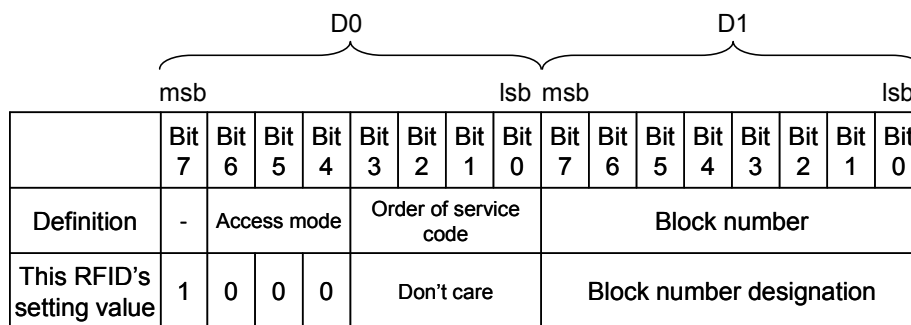 D0 D1
msb lsb msb lsb
Bit Bit Bit Bit Bit Bit Bit Bit Bit Bit Bit Bit Bit Bit Bit Bit
7 6 5 4 3 2 1 0 7 6 5 4 3 2 1 0
Definition - Access mode Order of service code Block number
This RFID's setting value 1 0 0 0 Don't care Block number designation